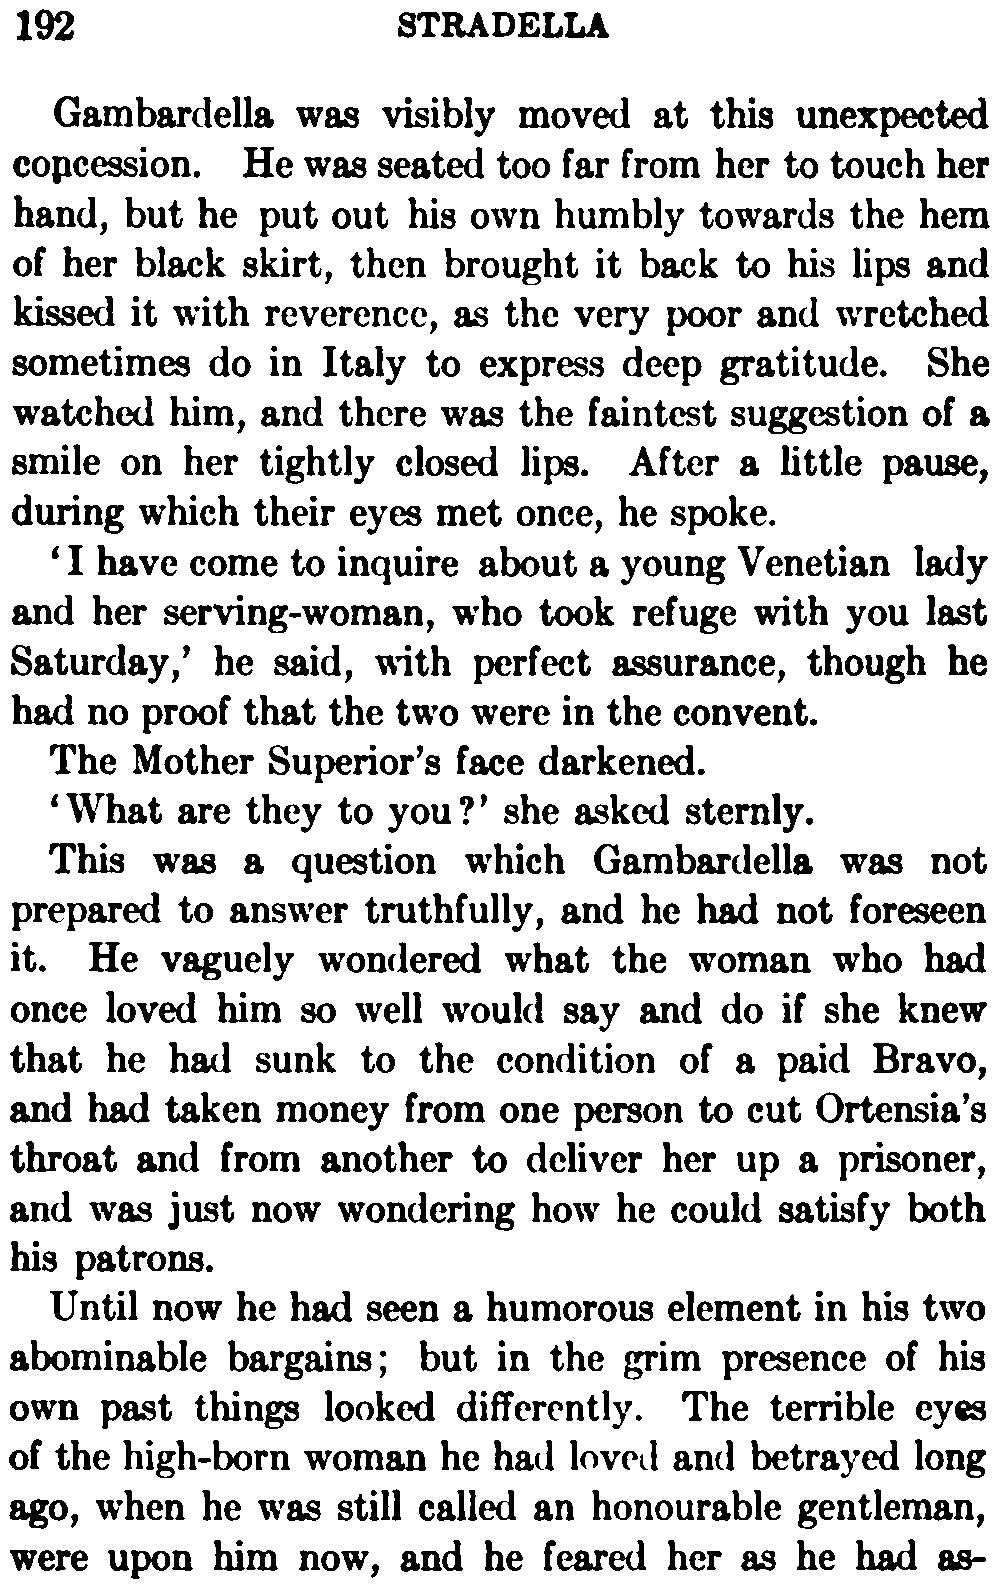 192 STRADELLA
Gambardella was visibly moved at this unexpected
concession. He was seated too far from her to touch her
hand, but he put out his own humbly towards the hem
of her black skirt, then brought it back to his lips and
kissed it with reverence, as the very poor and wretched
sometimes do in Italy to express deep gratitude. She
watched him, and there was the faintest suggestion of a
smile on her tightly closed lips. After a little pause,
during which their eyes met once, he spoke.
‘I have come to inquire about a young Venetian lady
and her serving-woman, who took refuge with you last
Saturday,’ he said, with perfect assurance, though he
had no proof that the two were in the convent.
The Mother Superior’s face darkened.
‘What are they to you?’ she asked sternly.
This was a question which Gambardella was not
prepared to answer truthfully, and he had not foreseen
it. He vaguely wondered what the woman who had
once loved him so well would say and do if she knew
that he had sunk to the condition of a paid Bravo,
and had taken money from one person to cut Ortensia’s
throat and from another to deliver her up a prisoner,
and was just now wondering how he could satisfy both
his patrons.
Until now he had seen a humorous element in his two
abominable bargains; but in the grim presence of his
own past things looked differently. The terrible eyes
of the high-born woman he had loved and betrayed long
ago, when he was still called an honourable gentleman,
were upon him now, and he feared her as he had as-